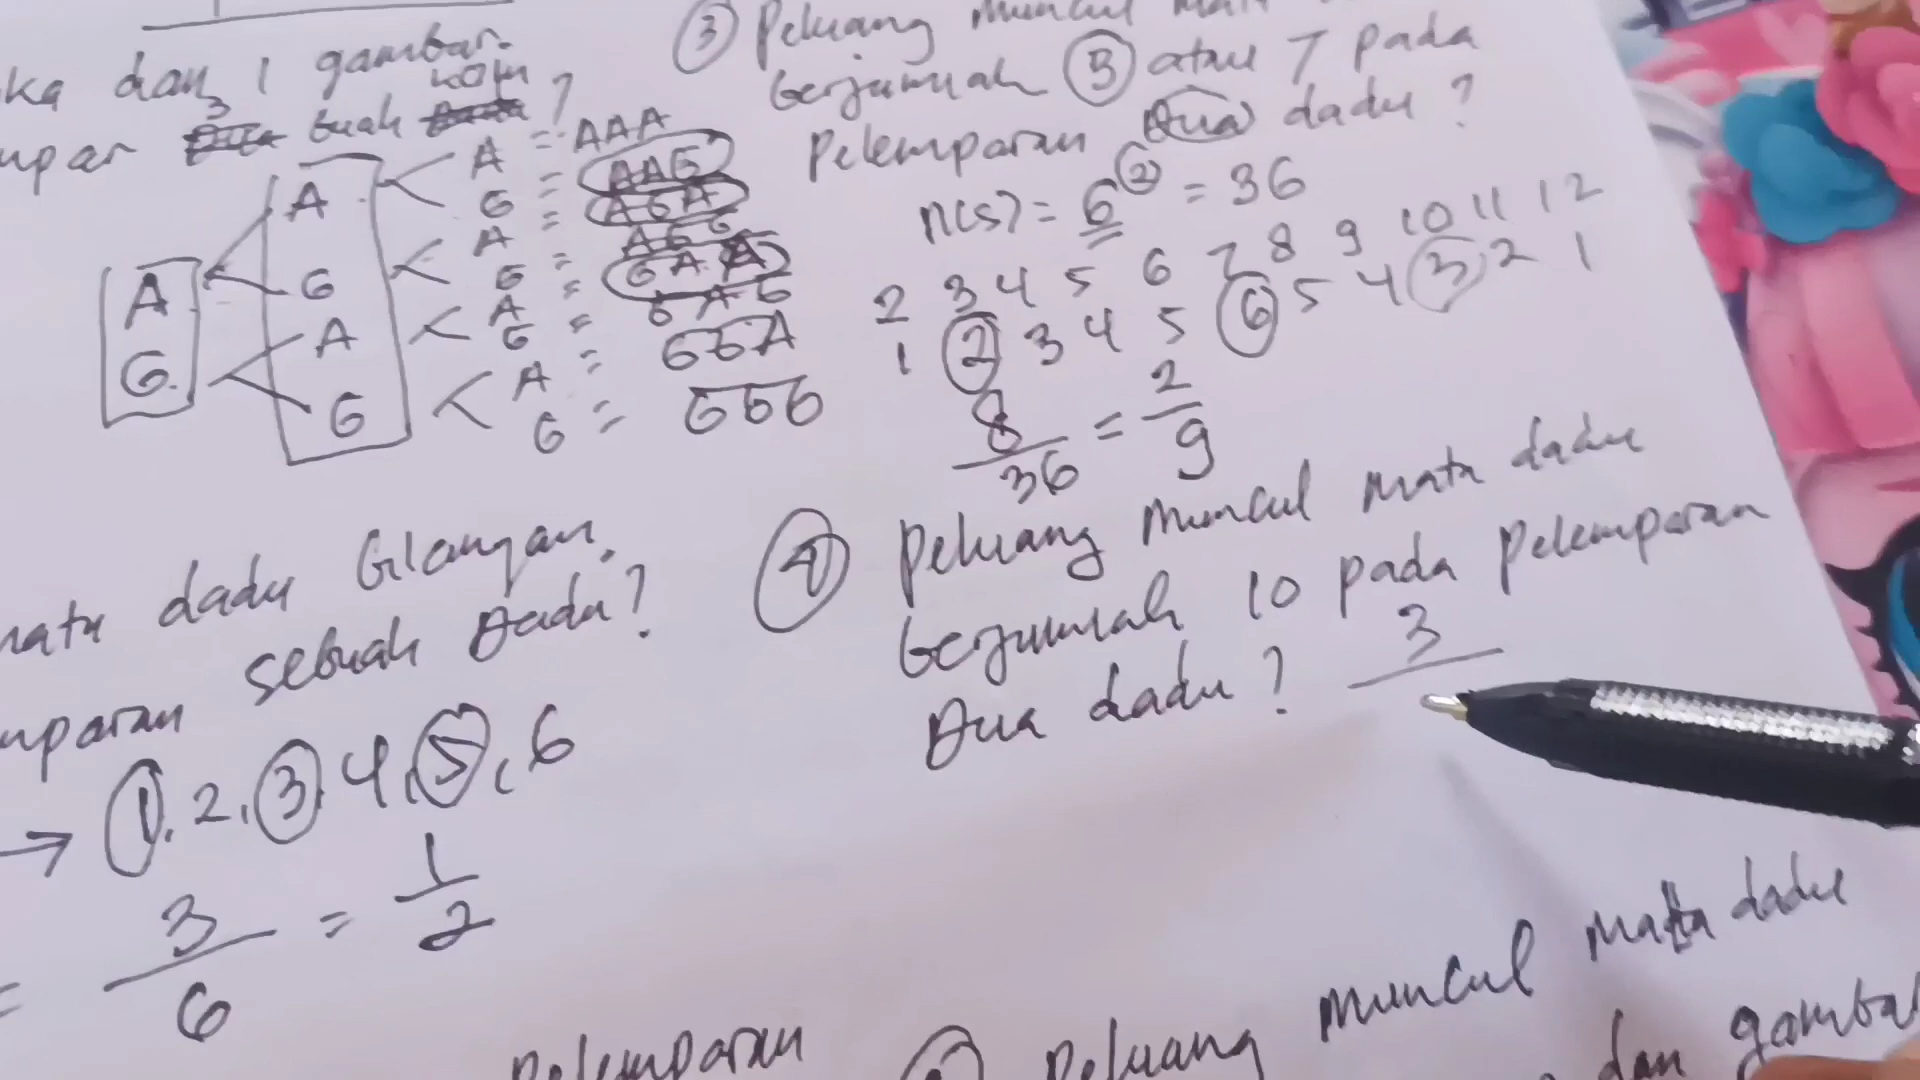 ka dan 1 gambar.
3 koin
mpar buah ?
A
G
A
G
A
G
A = AAA
G = AAG
A = AGA
G = AGG
A = GAA
G = GAG
A = GGA
G = GGG
③ Peluang muncul mata
berjumlah ③ atau 7 pada
Pelemparan Dua dadu ?
n(s) = 6² = 36
2 3 4 5 6 7 8 9 10 11 12
1 2 3 4 5 6 5 4 3 2 1
8/36 = 2/9
④ Peluang muncul mata dadu
berjumlah 10 pada pelemparan
Dua dadu ? 3
mata dadu
mparan sebuah Dadu?
→ 1, 2, 3, 4, 5, 6
= 3/6 = 1/2
pelemparan
Peluang muncul mata dadu
dan gambar